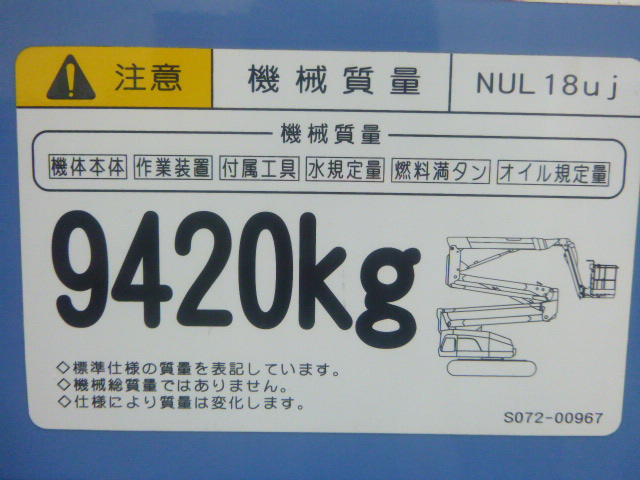 注意 機械質量 NUL18uj
機械質量
機体本体 作業装置 付属工具 水規定量 燃料満タン オイル規定量
9420kg
◇標準仕様の質量を表記しています。
◇機械総質量ではありません。
◇仕様により質量は変化します。
S072-00967